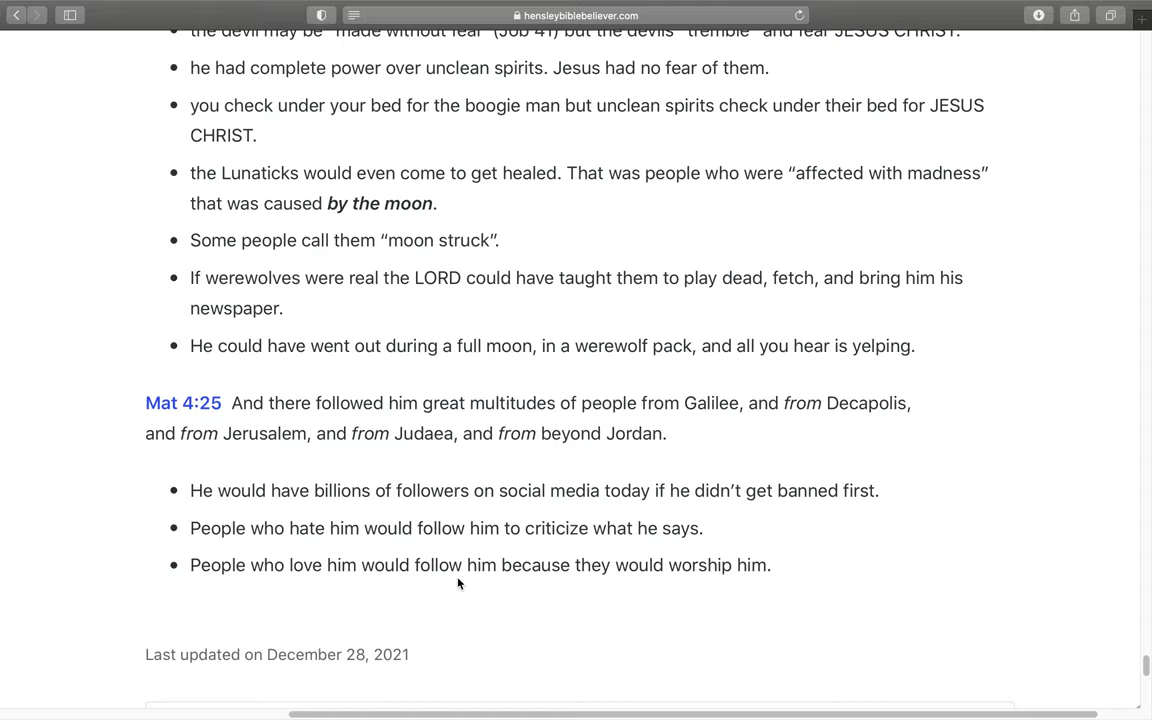 hensleybiblebeliever.com
the devil may be "made without fear" (Job 41) but the devils "tremble" and fear JESUS CHRIST.
he had complete power over unclean spirits. Jesus had no fear of them.
you check under your bed for the boogie man but unclean spirits check under their bed for JESUS
CHRIST.
the Lunaticks would even come to get healed. That was people who were “affected with madness”
that was caused by the moon.
Some people call them “moon struck”.
If werewolves were real the LORD could have taught them to play dead, fetch, and bring him his
newspaper.
He could have went out during a full moon, in a werewolf pack, and all you hear is yelping.
Mat 4:25 And there followed him great multitudes of people from Galilee, and from Decapolis,
and from Jerusalem, and from Judaea, and from beyond Jordan.
He would have billions of followers on social media today if he didn’t get banned first.
People who hate him would follow him to criticize what he says.
People who love him would follow him because they would worship him.
Last updated on December 28, 2021